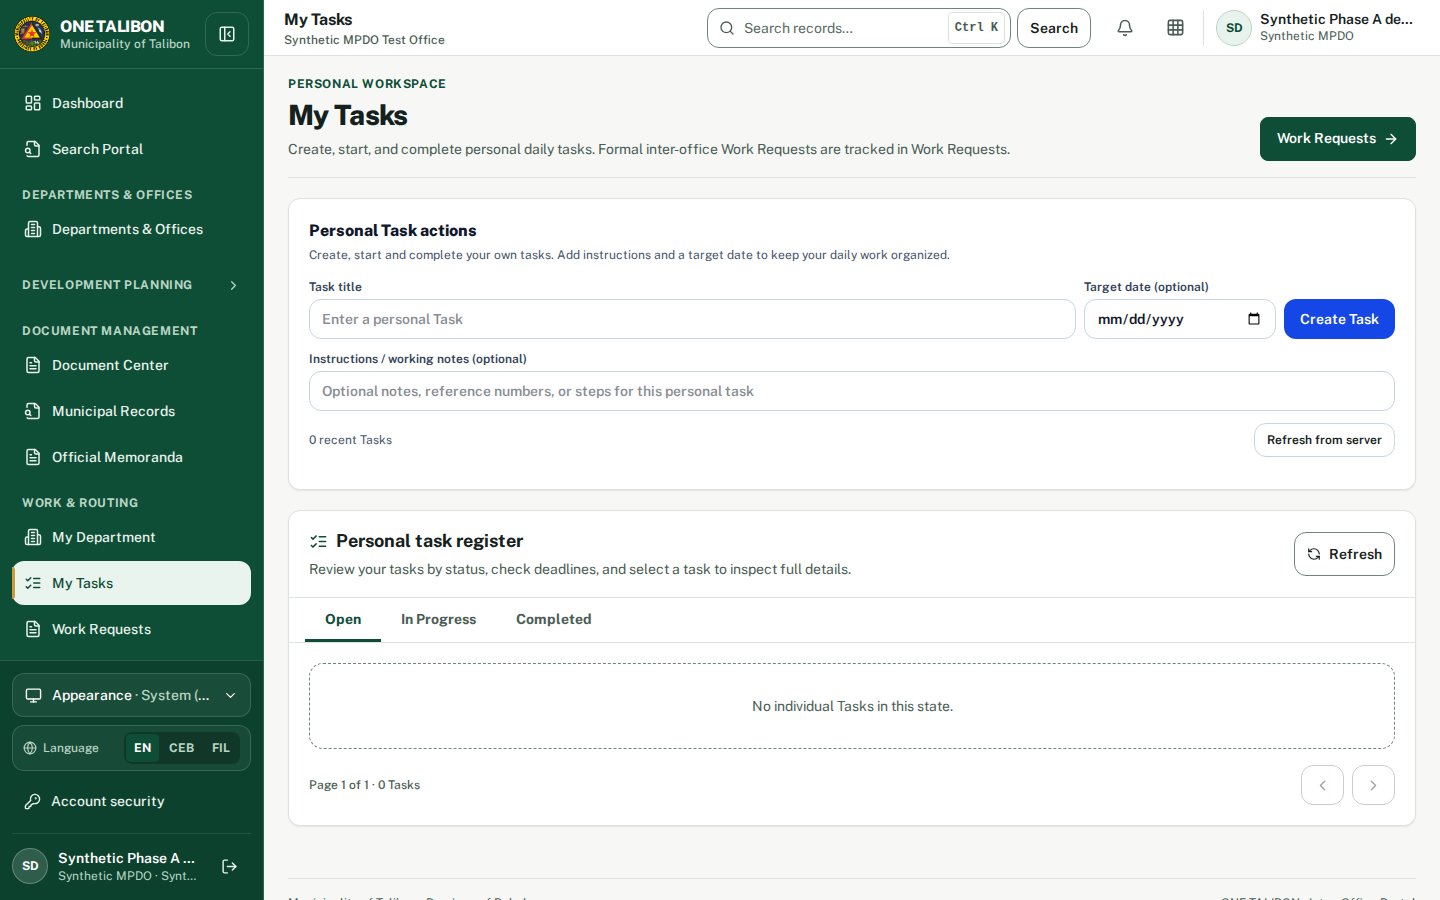 ONE TALIBON
Municipality of Talibon
Dashboard
Search Portal
DEPARTMENTS & OFFICES
Departments & Offices
DEVELOPMENT PLANNING
DOCUMENT MANAGEMENT
Document Center
Municipal Records
Official Memoranda
WORK & ROUTING
My Department
My Tasks
Work Requests
Appearance · System (...
Language EN CEB FIL
Account security
SD Synthetic Phase A ...
Synthetic MPDO · Synt...
My Tasks
Synthetic MPDO Test Office
Search records... Ctrl K Search
SD Synthetic Phase A de...
Synthetic MPDO
PERSONAL WORKSPACE
My Tasks
Create, start, and complete personal daily tasks. Formal inter-office Work Requests are tracked in Work Requests.
Work Requests
Personal Task actions
Create, start and complete your own tasks. Add instructions and a target date to keep your daily work organized.
Task title Target date (optional)
Enter a personal Task mm/dd/yyyy Create Task
Instructions / working notes (optional)
Optional notes, reference numbers, or steps for this personal task
0 recent Tasks Refresh from server
Personal task register
Review your tasks by status, check deadlines, and select a task to inspect full details.
Refresh
Open In Progress Completed
No individual Tasks in this state.
Page 1 of 1 · 0 Tasks